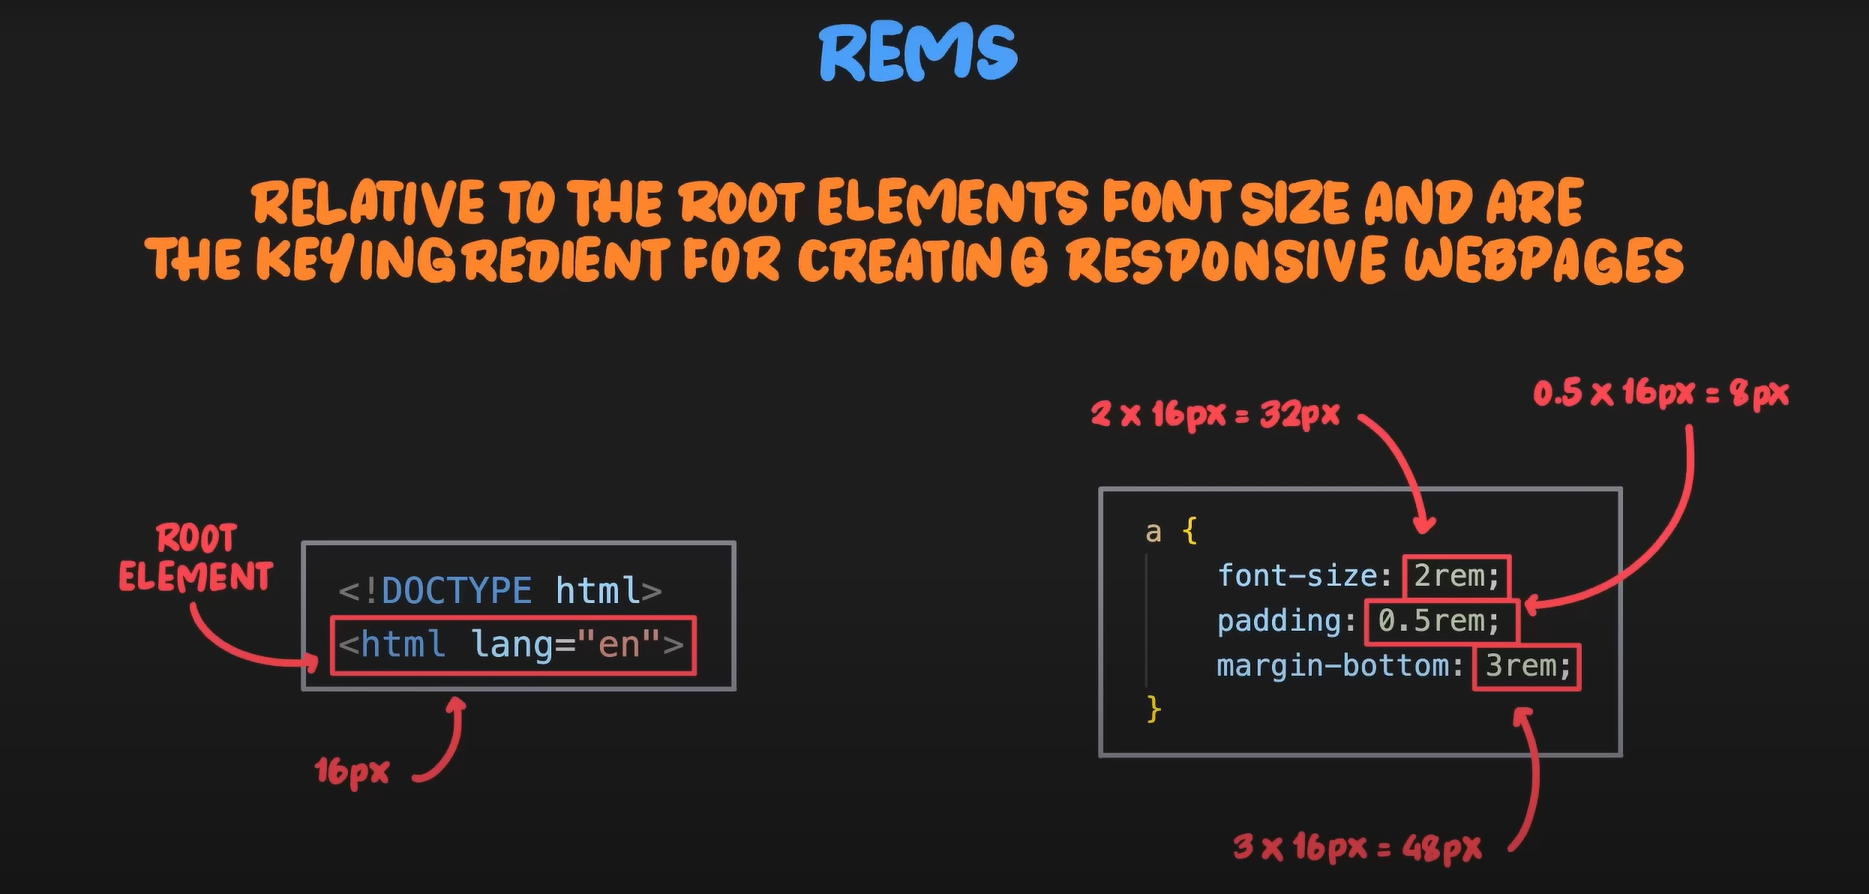 REMS
RELATIVE TO THE ROOT ELEMENTS FONT SIZE AND ARE
THE KEY INGREDIENT FOR CREATING RESPONSIVE WEBPAGES
ROOT
ELEMENT
<!DOCTYPE html>
<html lang="en">
16px
2 x 16px = 32px
0.5 x 16px = 8px
a {
font-size: 2rem;
padding: 0.5rem;
margin-bottom: 3rem;
}
3 x 16px = 48px